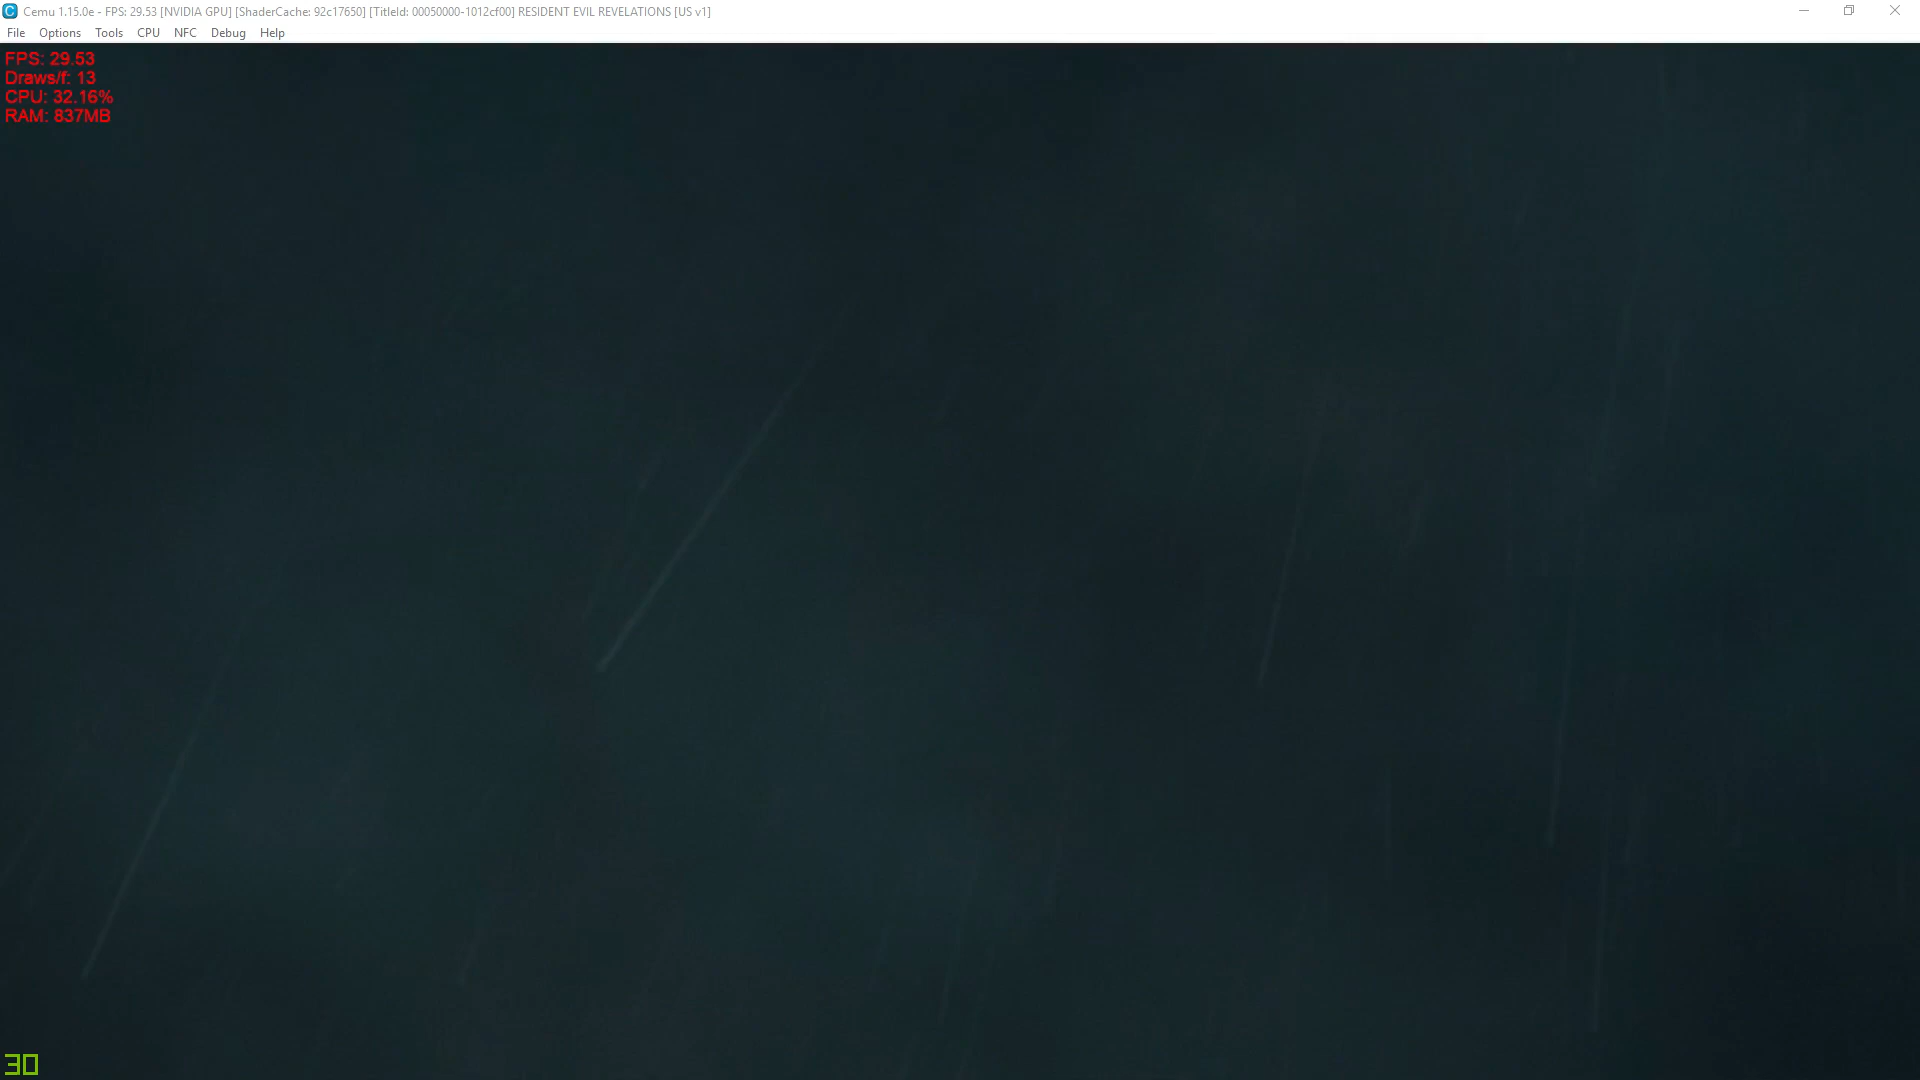 Cemu 1.15.0e - FPS: 29.53 [NVIDIA GPU] [ShaderCache: 92c17650] [TitleId: 00050000-1012cf00] RESIDENT EVIL REVELATIONS [US v1]
File Options Tools CPU NFC Debug Help
FPS: 29.53
Draws/f: 13
CPU: 32.16%
RAM: 837MB
30